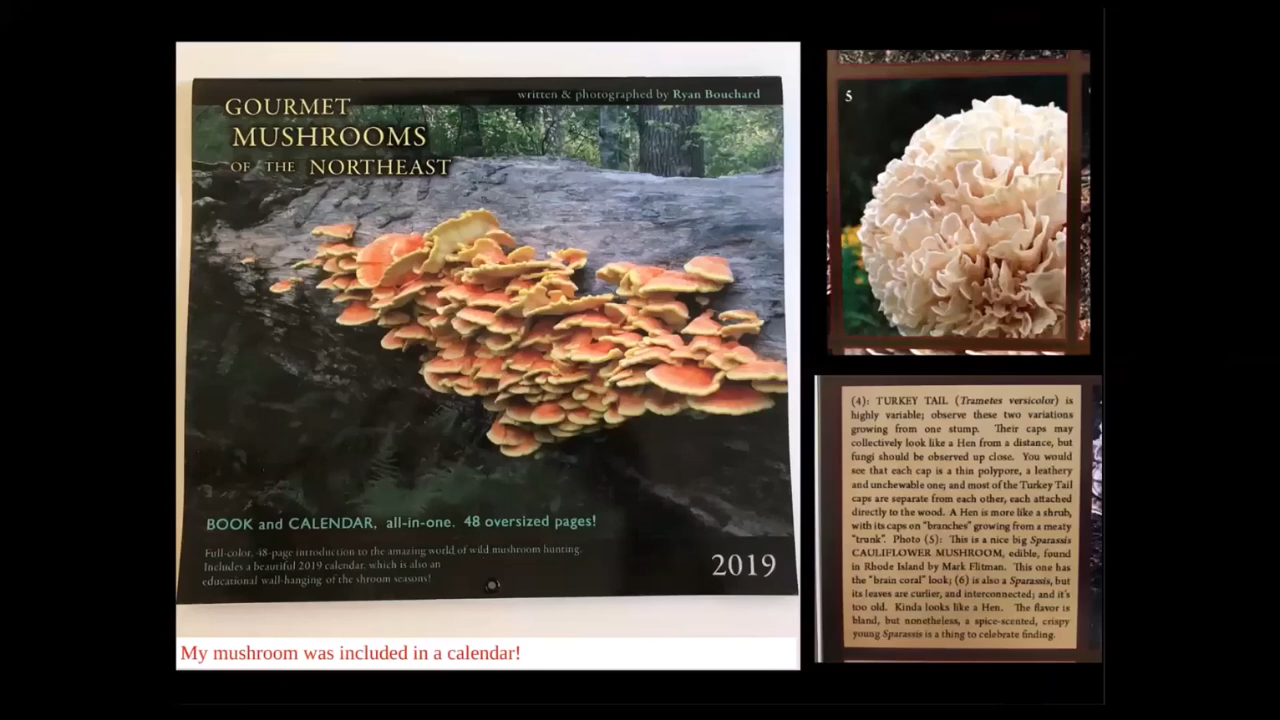 GOURMET
MUSHROOMS
OF THE NORTHEAST
written & photographed by Ryan Bouchard
BOOK and CALENDAR, all-in-one. 48 oversized pages!
Full-color, 48-page introduction to the amazing world of wild mushroom hunting.
Includes a beautiful 2019 calendar, which is also an
educational wall-hanging of the shroom seasons!
2019
My mushroom was included in a calendar!
5
(4): TURKEY TAIL (Trametes versicolor) is
highly variable; observe these two variations
growing from one stump. Their caps may
collectively look like a Hen from a distance, but
fungi should be observed up close. You would
see that each cap is a thin polypore, a leathery
and unchewable one; and most of the Turkey Tail
caps are separate from each other, each attached
directly to the wood. A Hen is more like a shrub,
with its caps on "branches" growing from a meaty
"trunk". Photo (5): This is a nice big Sparassis
CAULIFLOWER MUSHROOM, edible, found
in Rhode Island by Mark Flitman. This one has
the "brain coral" look; (6) is also a Sparassis, but
its leaves are curlier, and interconnected; and it's
too old. Kinda looks like a Hen. The flavor is
bland, but nonetheless, a spice-scented, crispy
young Sparassis is a thing to celebrate finding.